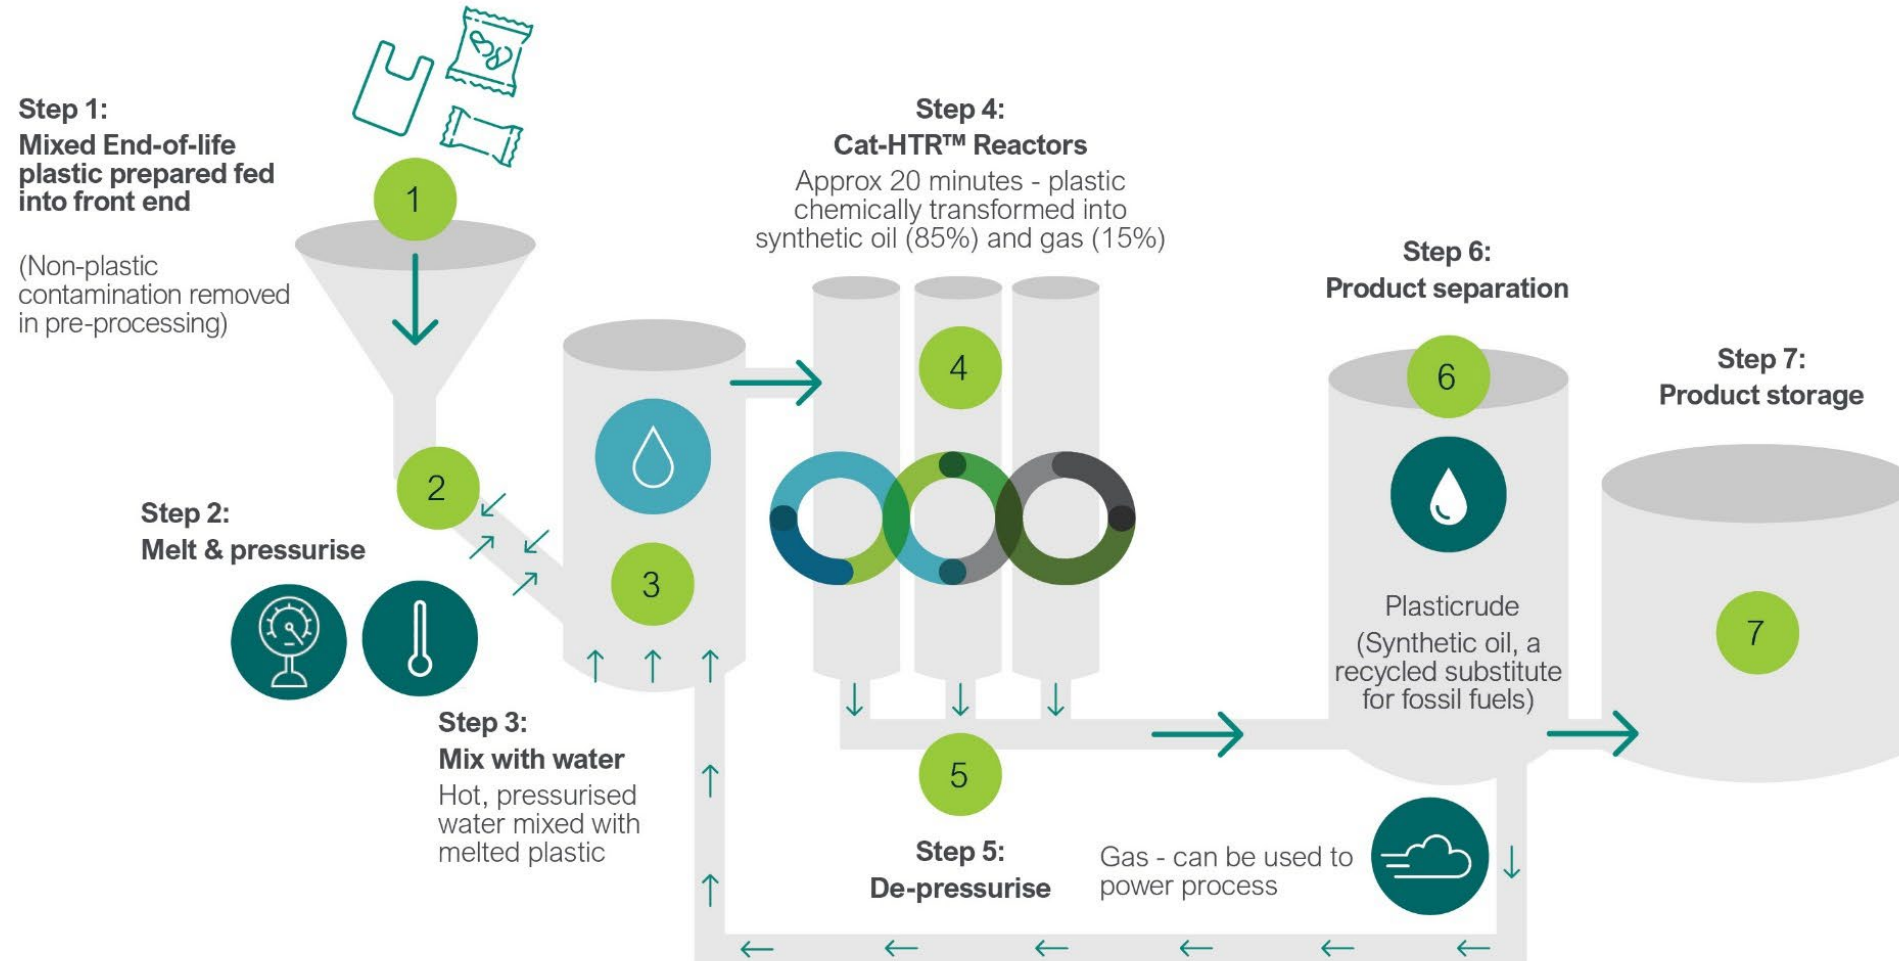 Step 1:
Mixed End-of-life
plastic prepared fed
into front end
(Non-plastic
contamination removed
in pre-processing)
1
2
Step 2:
Melt & pressurise
3
Step 3:
Mix with water
Hot, pressurised
water mixed with
melted plastic
Step 4:
Cat-HTR™ Reactors
Approx 20 minutes - plastic
chemically transformed into
synthetic oil (85%) and gas (15%)
4
5
Step 5:
De-pressurise
Step 6:
Product separation
6
Plasticrude
(Synthetic oil, a
recycled substitute
for fossil fuels)
Gas - can be used to
power process
Step 7:
Product storage
7